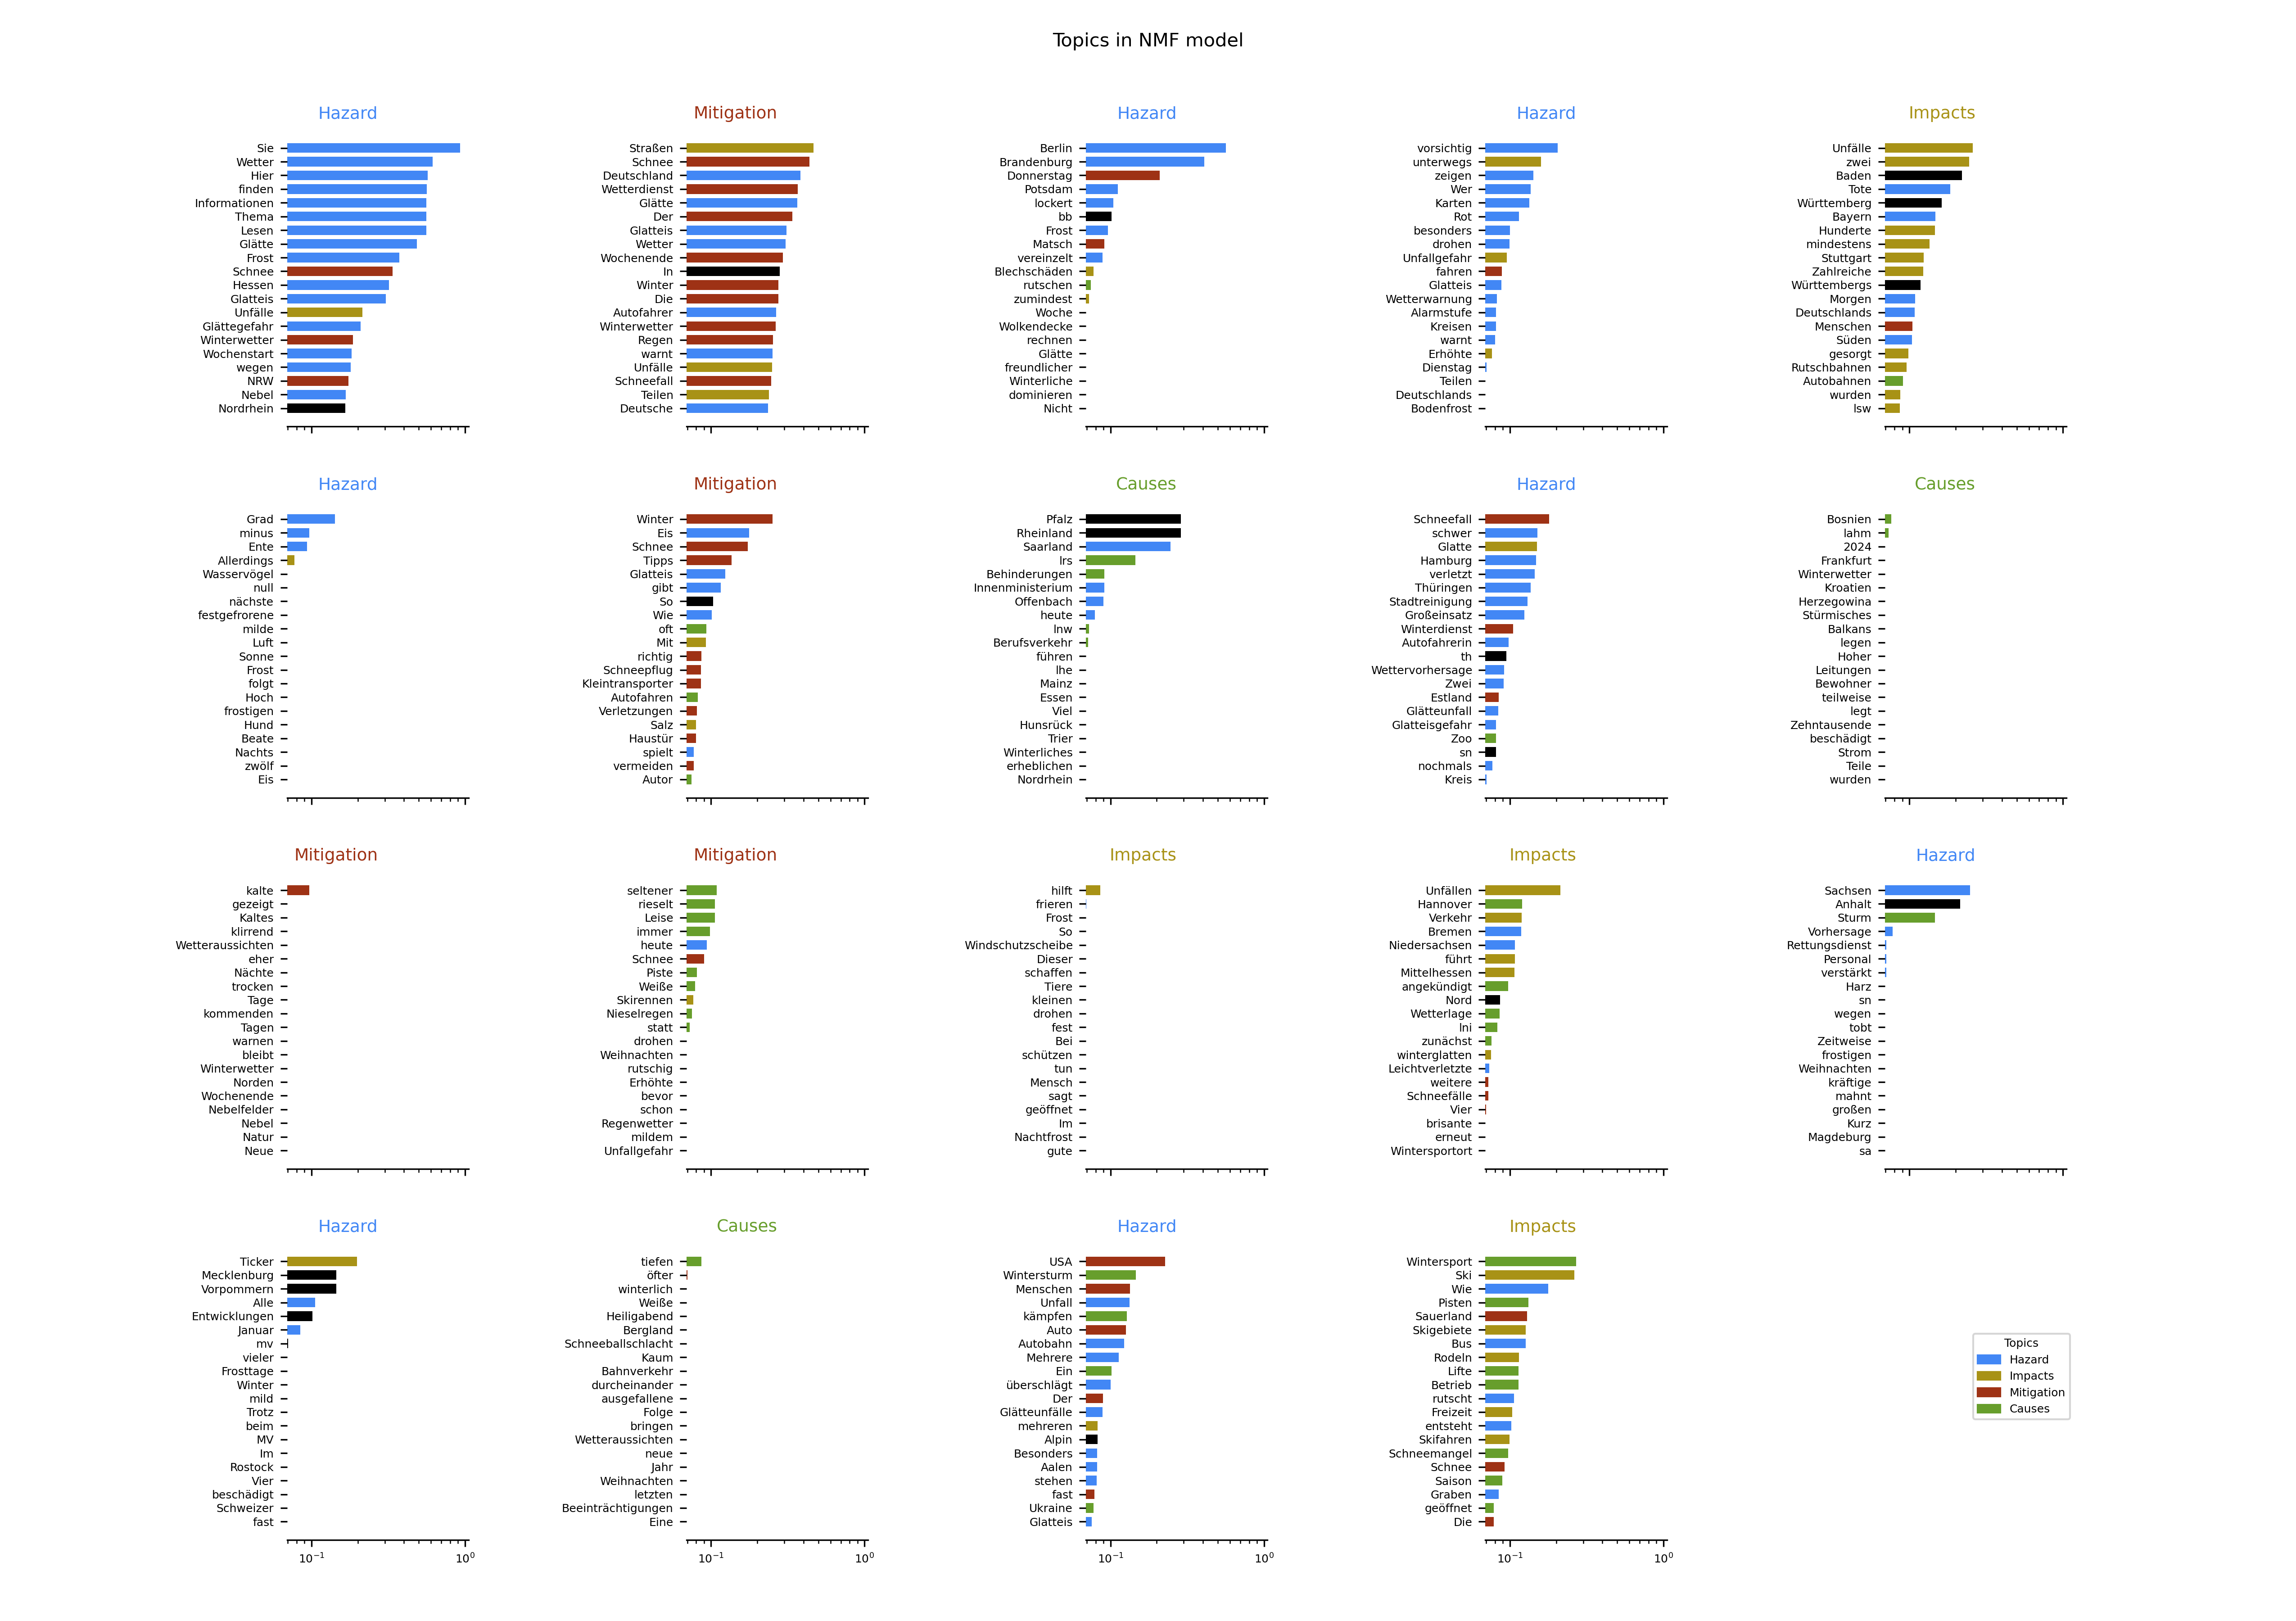 Topics in NMF model
Hazard
Sie
Wetter
Hier
finden
Informationen
Thema
Lesen
Glätte
Frost
Schnee
Hessen
Glatteis
Unfälle
Glättegefahr
Winterwetter
Wochenstart
wegen
NRW
Nebel
Nordrhein
Mitigation
Straßen
Schnee
Deutschland
Wetterdienst
Glätte
Der
Glatteis
Wetter
Wochenende
In
Winter
Die
Autofahrer
Winterwetter
Regen
warnt
Unfälle
Schneefall
Teilen
Deutsche
Hazard
Berlin
Brandenburg
Donnerstag
Potsdam
lockert
bb
Frost
Matsch
vereinzelt
Blechschäden
rutschen
zumindest
Woche
Wolkendecke
rechnen
Glätte
freundlicher
Winterliche
dominieren
Nicht
Hazard
vorsichtig
unterwegs
zeigen
Wer
Karten
Rot
besonders
drohen
Unfallgefahr
fahren
Glatteis
Wetterwarnung
Alarmstufe
Kreisen
warnt
Erhöhte
Dienstag
Teilen
Deutschlands
Bodenfrost
Impacts
Unfälle
zwei
Baden
Tote
Württemberg
Bayern
Hunderte
mindestens
Stuttgart
Zahlreiche
Württembergs
Morgen
Deutschlands
Menschen
Süden
gesorgt
Rutschbahnen
Autobahnen
wurden
lsw
Hazard
Grad
minus
Ente
Allerdings
Wasservögel
null
nächste
festgefrorene
milde
Luft
Sonne
Frost
folgt
Hoch
frostigen
Hund
Beate
Nachts
zwölf
Eis
Mitigation
Winter
Eis
Schnee
Tipps
Glatteis
gibt
So
Wie
oft
Mit
richtig
Schneepflug
Kleintransporter
Autofahren
Verletzungen
Salz
Haustür
spielt
vermeiden
Autor
Causes
Pfalz
Rheinland
Saarland
lrs
Behinderungen
Innenministerium
Offenbach
heute
lnw
Berufsverkehr
führen
lhe
Mainz
Essen
Viel
Hunsrück
Trier
Winterliches
erheblichen
Nordrhein
Hazard
Schneefall
schwer
Glatte
Hamburg
verletzt
Thüringen
Stadtreinigung
Großeinsatz
Winterdienst
Autofahrerin
th
Wettervorhersage
Zwei
Estland
Glätteunfall
Glatteisgefahr
Zoo
sn
nochmals
Kreis
Causes
Bosnien
lahm
2024
Frankfurt
Winterwetter
Kroatien
Herzegowina
Stürmisches
Balkans
legen
Hoher
Leitungen
Bewohner
teilweise
legt
Zehntausende
beschädigt
Strom
Teile
wurden
Mitigation
kalte
gezeigt
Kaltes
klirrend
Wetteraussichten
eher
Nächte
trocken
Tage
kommenden
Tagen
warnen
bleibt
Winterwetter
Norden
Wochenende
Nebelfelder
Nebel
Natur
Neue
Mitigation
seltener
rieselt
Leise
immer
heute
Schnee
Piste
Weiße
Skirennen
Nieselregen
statt
drohen
Weihnachten
rutschig
Erhöhte
bevor
schon
Regenwetter
mildem
Unfallgefahr
Impacts
hilft
frieren
Frost
So
Windschutzscheibe
Dieser
schaffen
Tiere
kleinen
drohen
fest
Bei
schützen
tun
Mensch
sagt
geöffnet
Im
Nachtfrost
gute
Impacts
Unfällen
Hannover
Verkehr
Bremen
Niedersachsen
führt
Mittelhessen
angekündigt
Nord
Wetterlage
lni
zunächst
winterglatten
Leichtverletzte
weitere
Schneefälle
Vier
brisante
erneut
Wintersportort
Hazard
Sachsen
Anhalt
Sturm
Vorhersage
Rettungsdienst
Personal
verstärkt
Harz
sn
wegen
tobt
Zeitweise
frostigen
Weihnachten
kräftige
mahnt
großen
Kurz
Magdeburg
sa
Hazard
Ticker
Mecklenburg
Vorpommern
Alle
Entwicklungen
Januar
mv
vieler
Frosttage
Winter
mild
Trotz
beim
MV
Im
Rostock
Vier
beschädigt
Schweizer
fast
10⁻¹ 10⁰
Causes
tiefen
öfter
winterlich
Weiße
Heiligabend
Bergland
Schneeballschlacht
Kaum
Bahnverkehr
durcheinander
ausgefallene
Folge
bringen
Wetteraussichten
neue
Jahr
Weihnachten
letzten
Beeinträchtigungen
Eine
10⁻¹ 10⁰
Hazard
USA
Wintersturm
Menschen
Unfall
kämpfen
Auto
Autobahn
Mehrere
Ein
überschlägt
Der
Glätteunfälle
mehreren
Alpin
Besonders
Aalen
stehen
fast
Ukraine
Glatteis
10⁻¹ 10⁰
Impacts
Wintersport
Ski
Wie
Pisten
Sauerland
Skigebiete
Bus
Rodeln
Lifte
Betrieb
rutscht
Freizeit
entsteht
Skifahren
Schneemangel
Schnee
Saison
Graben
geöffnet
Die
10⁻¹ 10⁰
Topics
Hazard
Impacts
Mitigation
Causes